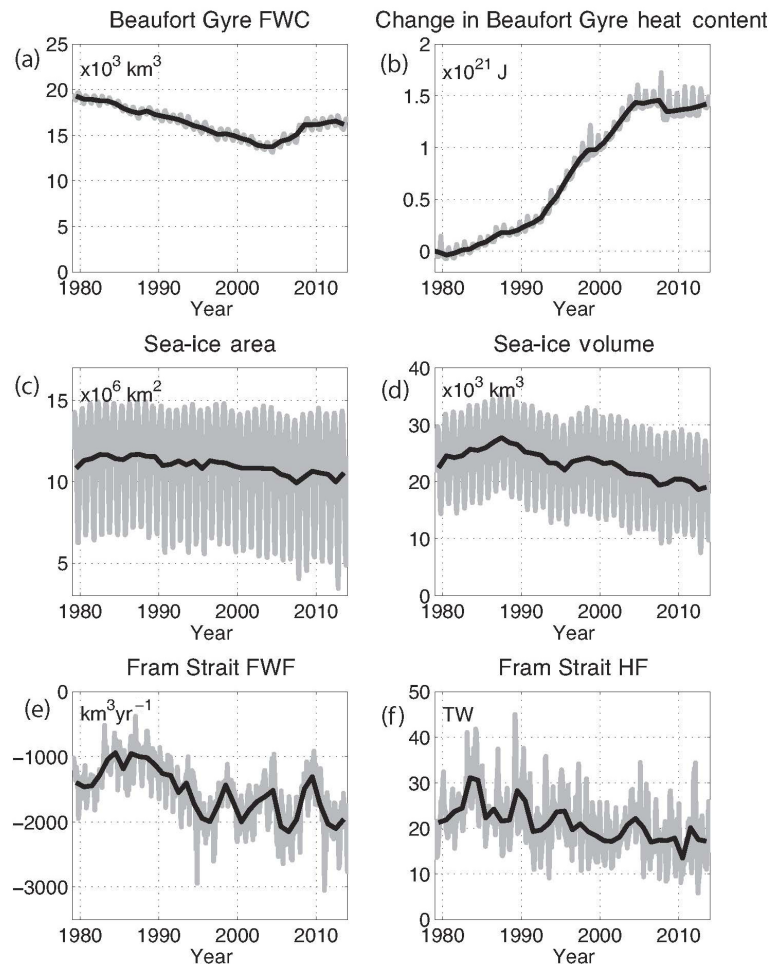 Beaufort Gyre FWC
(a)
x10³ km³
25
20
15
10
5
0
1980 1990 2000 2010
Year
Change in Beaufort Gyre heat content
(b)
x10²¹ J
2
1.5
1
0.5
0
1980 1990 2000 2010
Year
Sea-ice area
(c)
x10⁶ km²
15
10
5
1980 1990 2000 2010
Year
Sea-ice volume
(d)
x10³ km³
40
30
20
10
0
1980 1990 2000 2010
Year
Fram Strait FWF
(e)
km³yr⁻¹
0
−1000
−2000
−3000
1980 1990 2000 2010
Year
Fram Strait HF
(f)
TW
50
40
30
20
10
0
1980 1990 2000 2010
Year